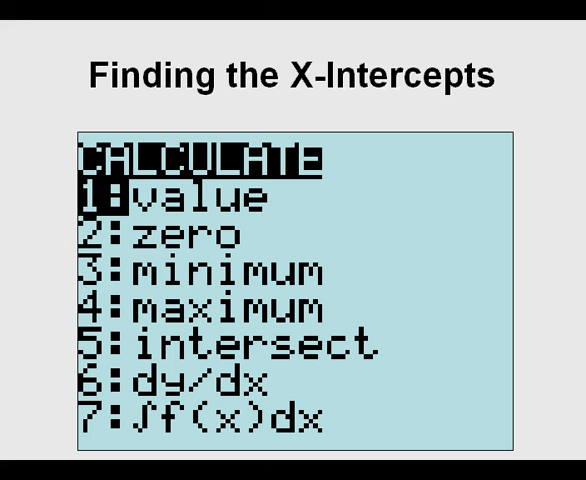 Finding the X-Intercepts
CALCULATE
1:value
2:zero
3:minimum
4:maximum
5:intersect
6:dy/dx
7:∫f(x)dx